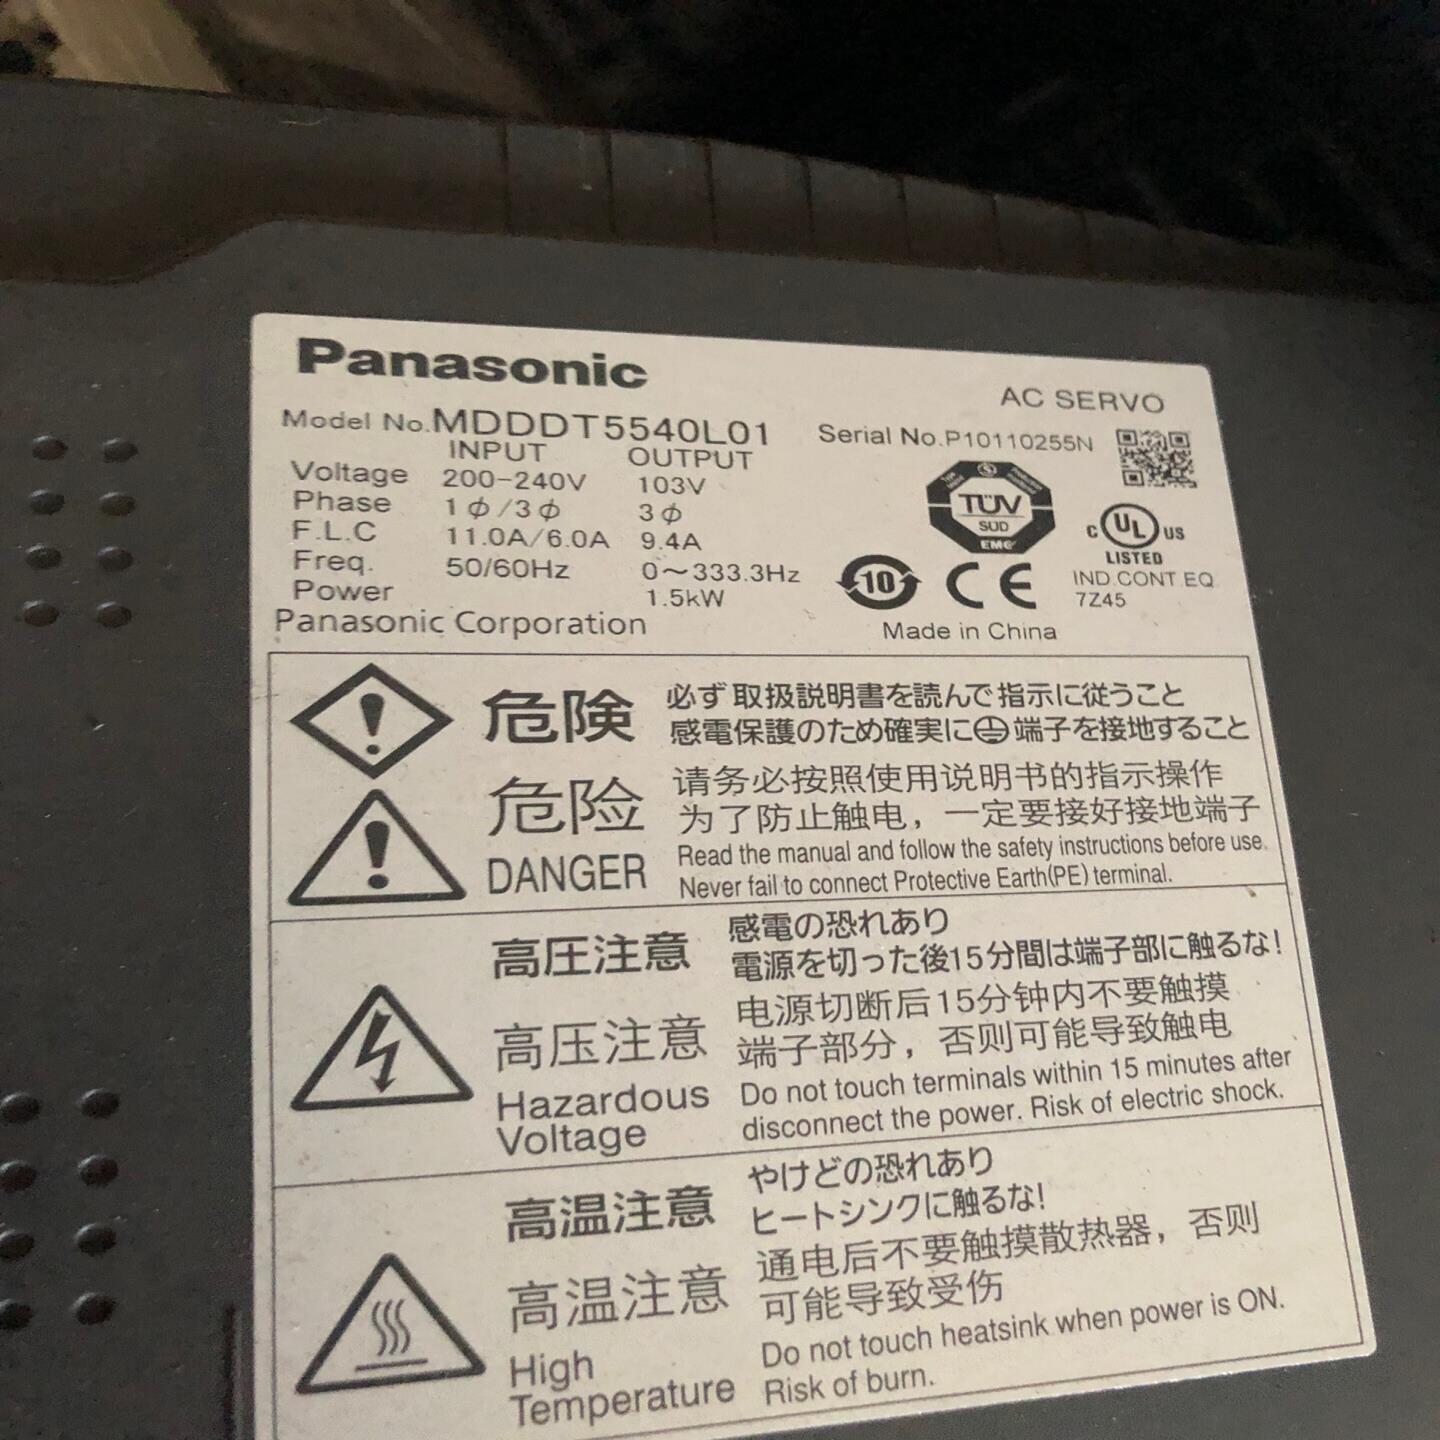 Panasonic
AC SERVO
Model No. MDDDT5540L01
Serial No.P10110255N
INPUT OUTPUT
Voltage 200-240V 103V
Phase 1ϕ/3ϕ 3ϕ
F.L.C 11.0A/6.0A 9.4A
Freq. 50/60Hz 0～333.3Hz
Power 1.5kW
Panasonic Corporation
TÜV
SÜD
EMC
10
CE
C UL US
LISTED
IND.CONT.EQ
7Z45
Made in China
危険 必ず取扱説明書を読んで指示に従うこと
感電保護のため確実に端子を接地すること
危险 请务必按照使用说明书的指示操作
为了防止触电，一定要接好接地端子
DANGER Read the manual and follow the safety instructions before use.
Never fail to connect Protective Earth(PE) terminal.
高圧注意 感電の恐れあり
電源を切った後15分間は端子部に触るな!
高压注意 电源切断后15分钟内不要触摸
端子部分，否则可能导致触电
Hazardous Voltage Do not touch terminals within 15 minutes after
disconnect the power. Risk of electric shock.
高温注意 やけどの恐れあり
ヒートシンクに触るな!
高温注意 通电后不要触摸散热器，否则
可能导致受伤
High Temperature Do not touch heatsink when power is ON.
Risk of burn.